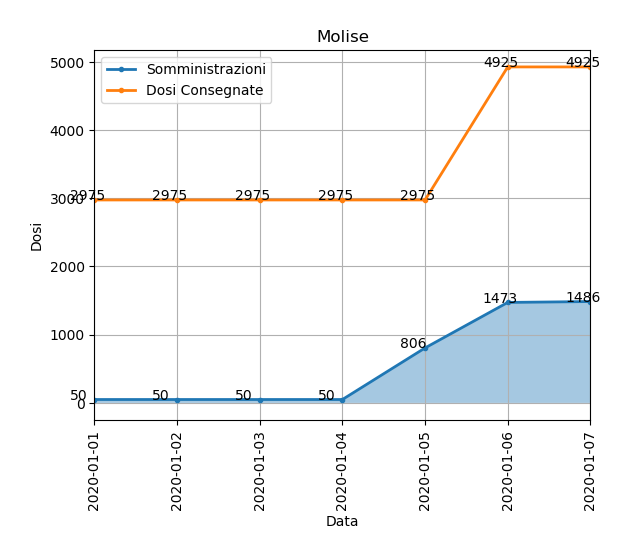 Molise
Somministrazioni
Dosi Consegnate
5000
4000
3000
2000
1000
0
Dosi
2975 2975 2975 2975 2975 4925 4925
50 50 50 50 806 1473 1486
2020-01-01 2020-01-02 2020-01-03 2020-01-04 2020-01-05 2020-01-06 2020-01-07
Data